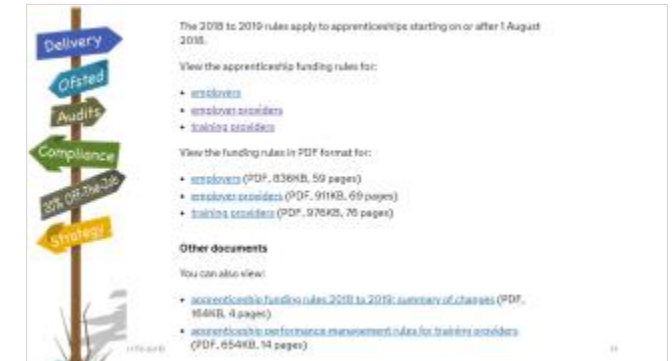 Delivery
Ofsted
Audits
Compliance
20% Off-The-Job
Strategy
The 2018 to 2019 rules apply to apprenticeships starting on or after 1 August
2018.
View the apprenticeship funding rules for:
• employers
• employer providers
• training providers
View the funding rules in PDF format for:
• employers (PDF, 836KB, 59 pages)
• employer providers (PDF, 911KB, 69 pages)
• training providers (PDF, 976KB, 76 pages)
Other documents
You can also view:
• apprenticeship funding rules 2018 to 2019: summary of changes (PDF,
164KB, 4 pages)
• apprenticeship performance management rules for training providers
(PDF, 654KB, 14 pages)